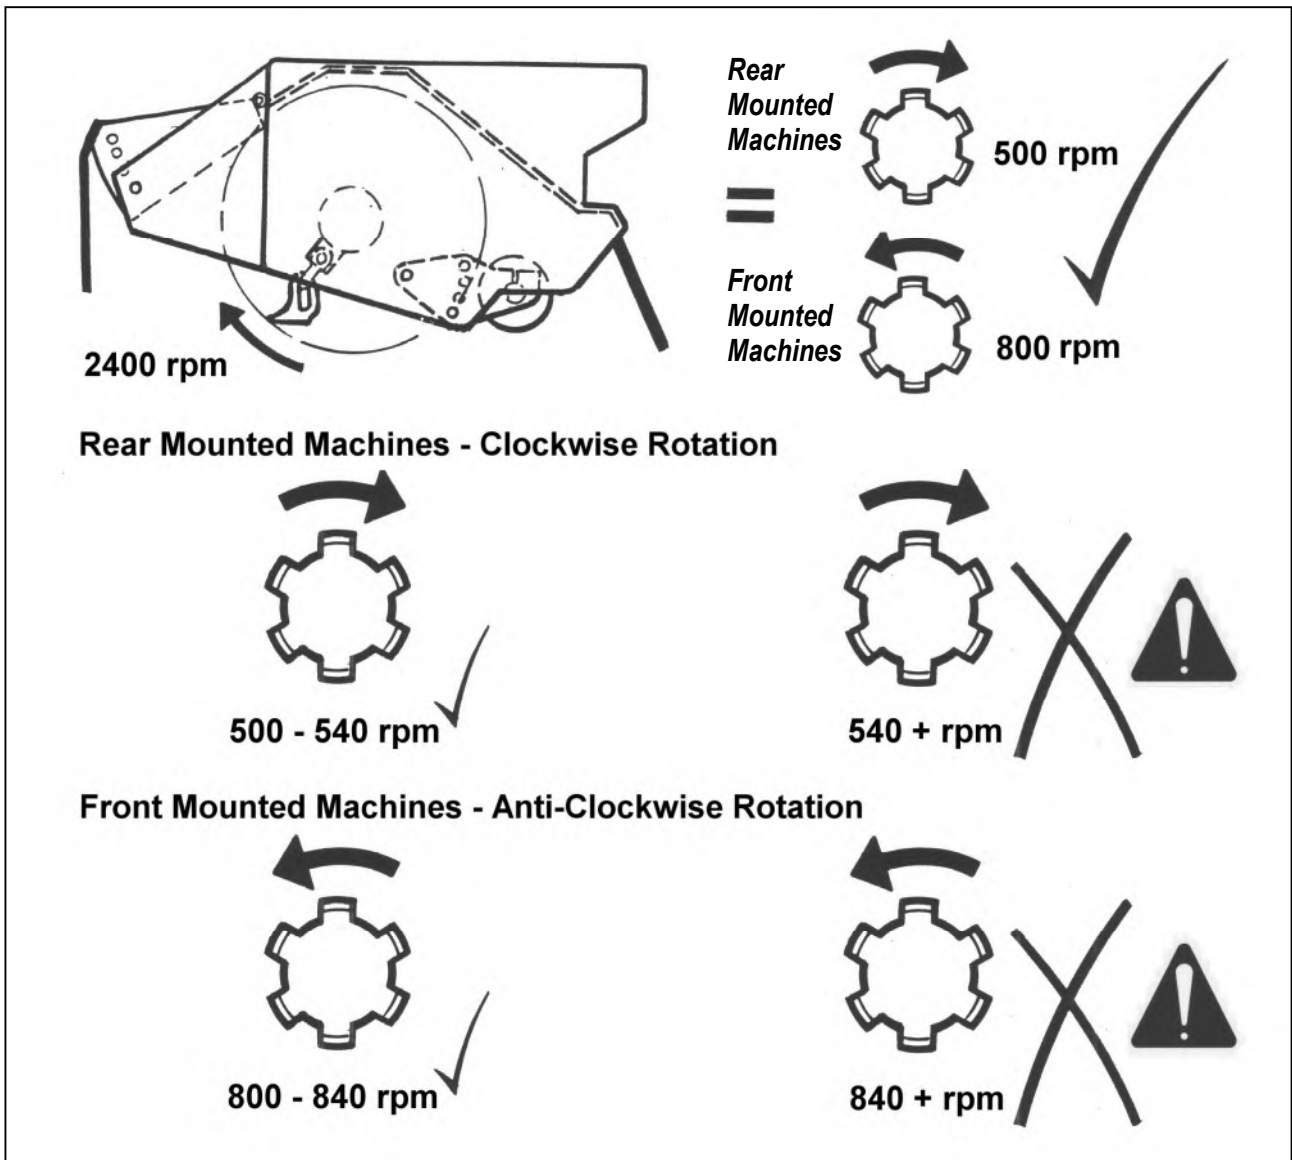 Rear
Mounted
Machines
500 rpm
=
Front
Mounted
Machines
800 rpm
2400 rpm
Rear Mounted Machines - Clockwise Rotation
500 - 540 rpm
540 + rpm
Front Mounted Machines - Anti-Clockwise Rotation
800 - 840 rpm
840 + rpm